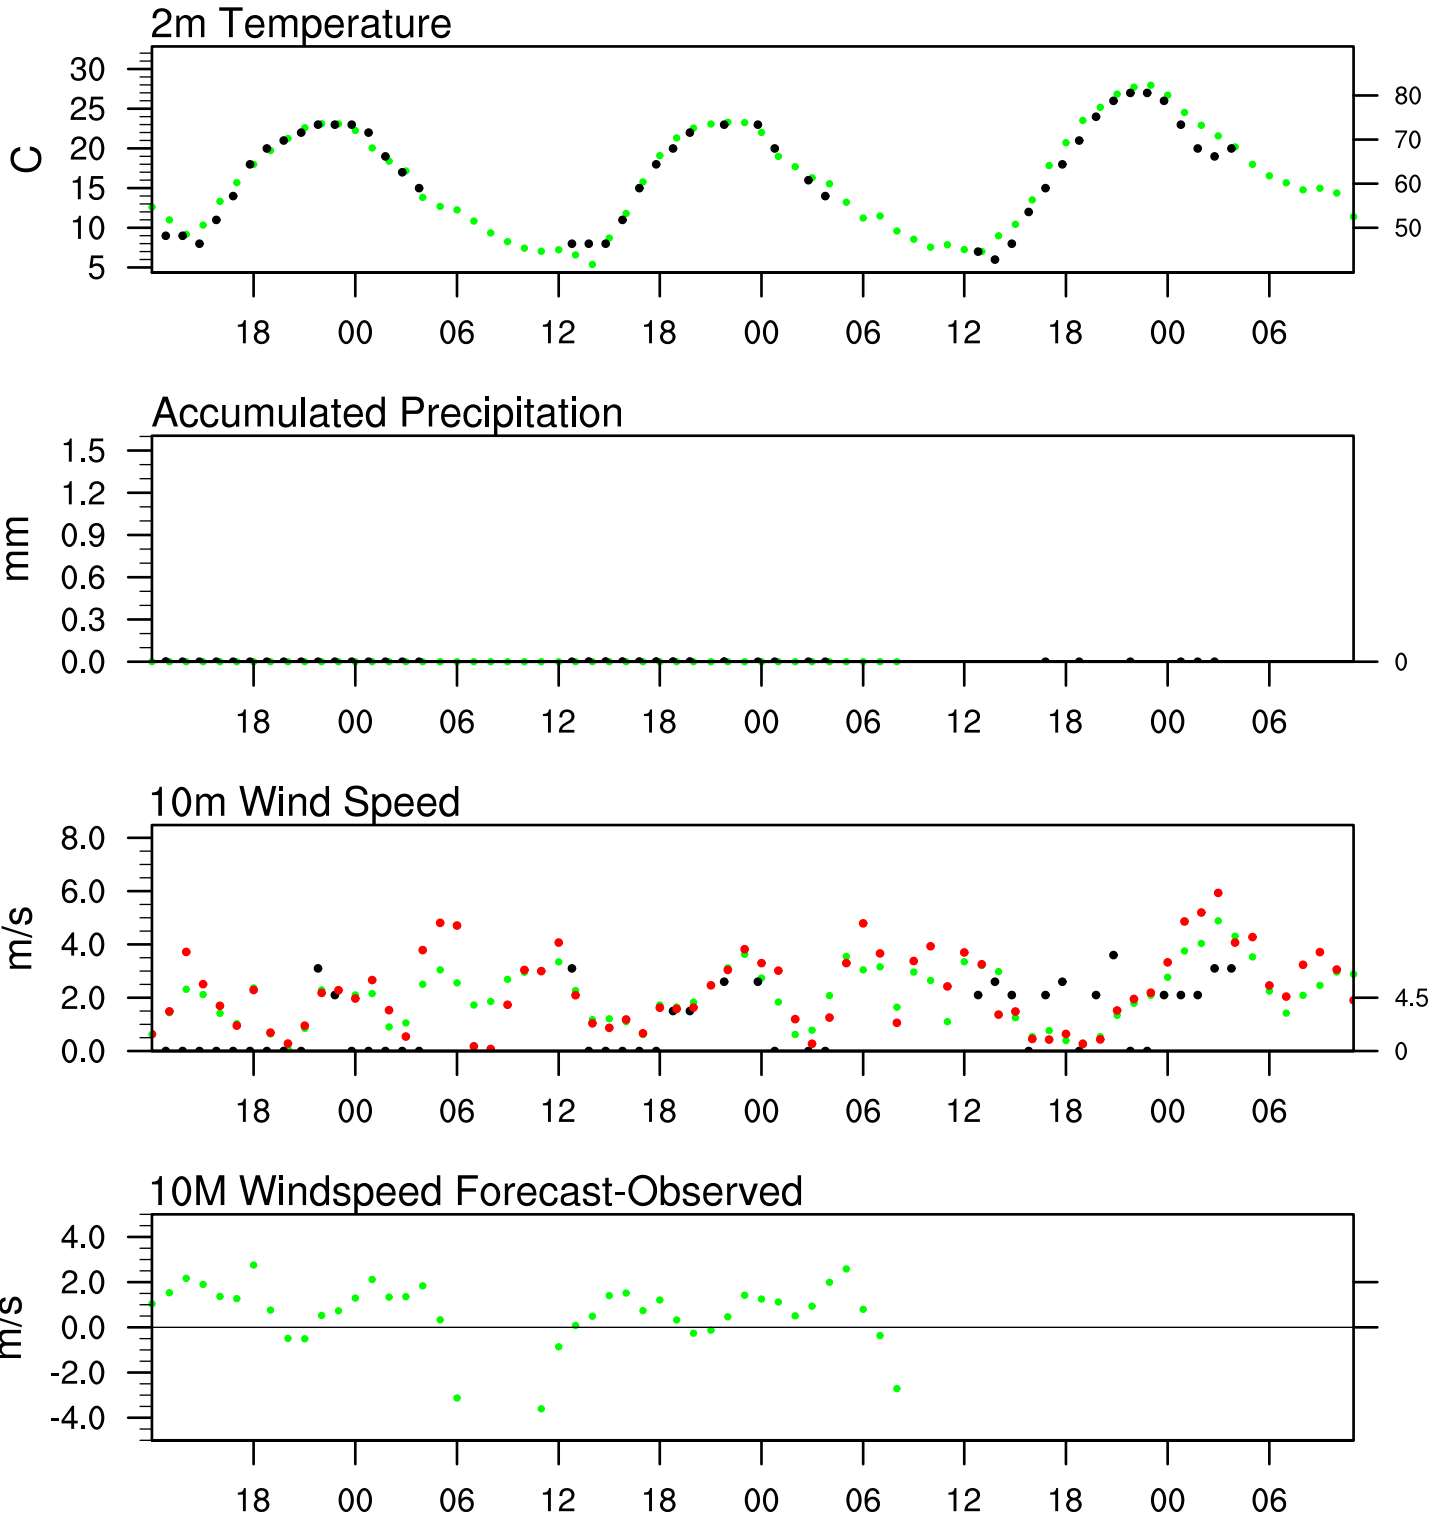 2m Temperature
30
25
20
15
10
5
C
80
70
60
50
18 00 06 12 18 00 06 12 18 00 06
Accumulated Precipitation
1.5
1.2
0.9
0.6
0.3
0.0
mm
0
18 00 06 12 18 00 06 12 18 00 06
10m Wind Speed
8.0
6.0
4.0
2.0
0.0
m/s
4.5
0
18 00 06 12 18 00 06 12 18 00 06
10M Windspeed Forecast-Observed
4.0
2.0
0.0
-2.0
-4.0
m/s
18 00 06 12 18 00 06 12 18 00 06